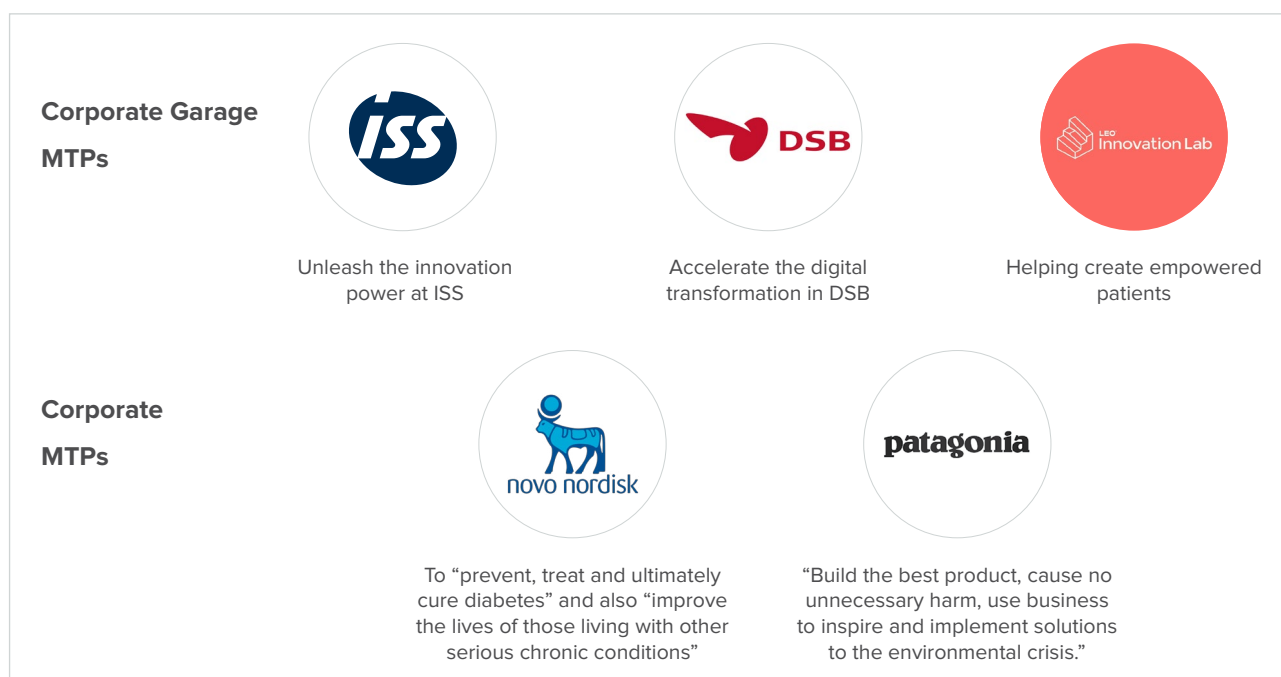 Corporate Garage
MTPs
ISS
DSB
LEO
Innovation Lab
Unleash the innovation
power at ISS
Accelerate the digital
transformation in DSB
Helping create empowered
patients
Corporate
MTPs
novo nordisk
patagonia
To “prevent, treat and ultimately
cure diabetes” and also “improve
the lives of those living with other
serious chronic conditions”
“Build the best product, cause no
unnecessary harm, use business
to inspire and implement solutions
to the environmental crisis.”